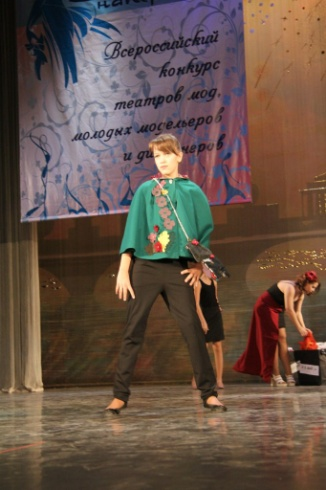 Всероссийский
конкурс
театров мод,
молодых модельеров
и дизайнеров